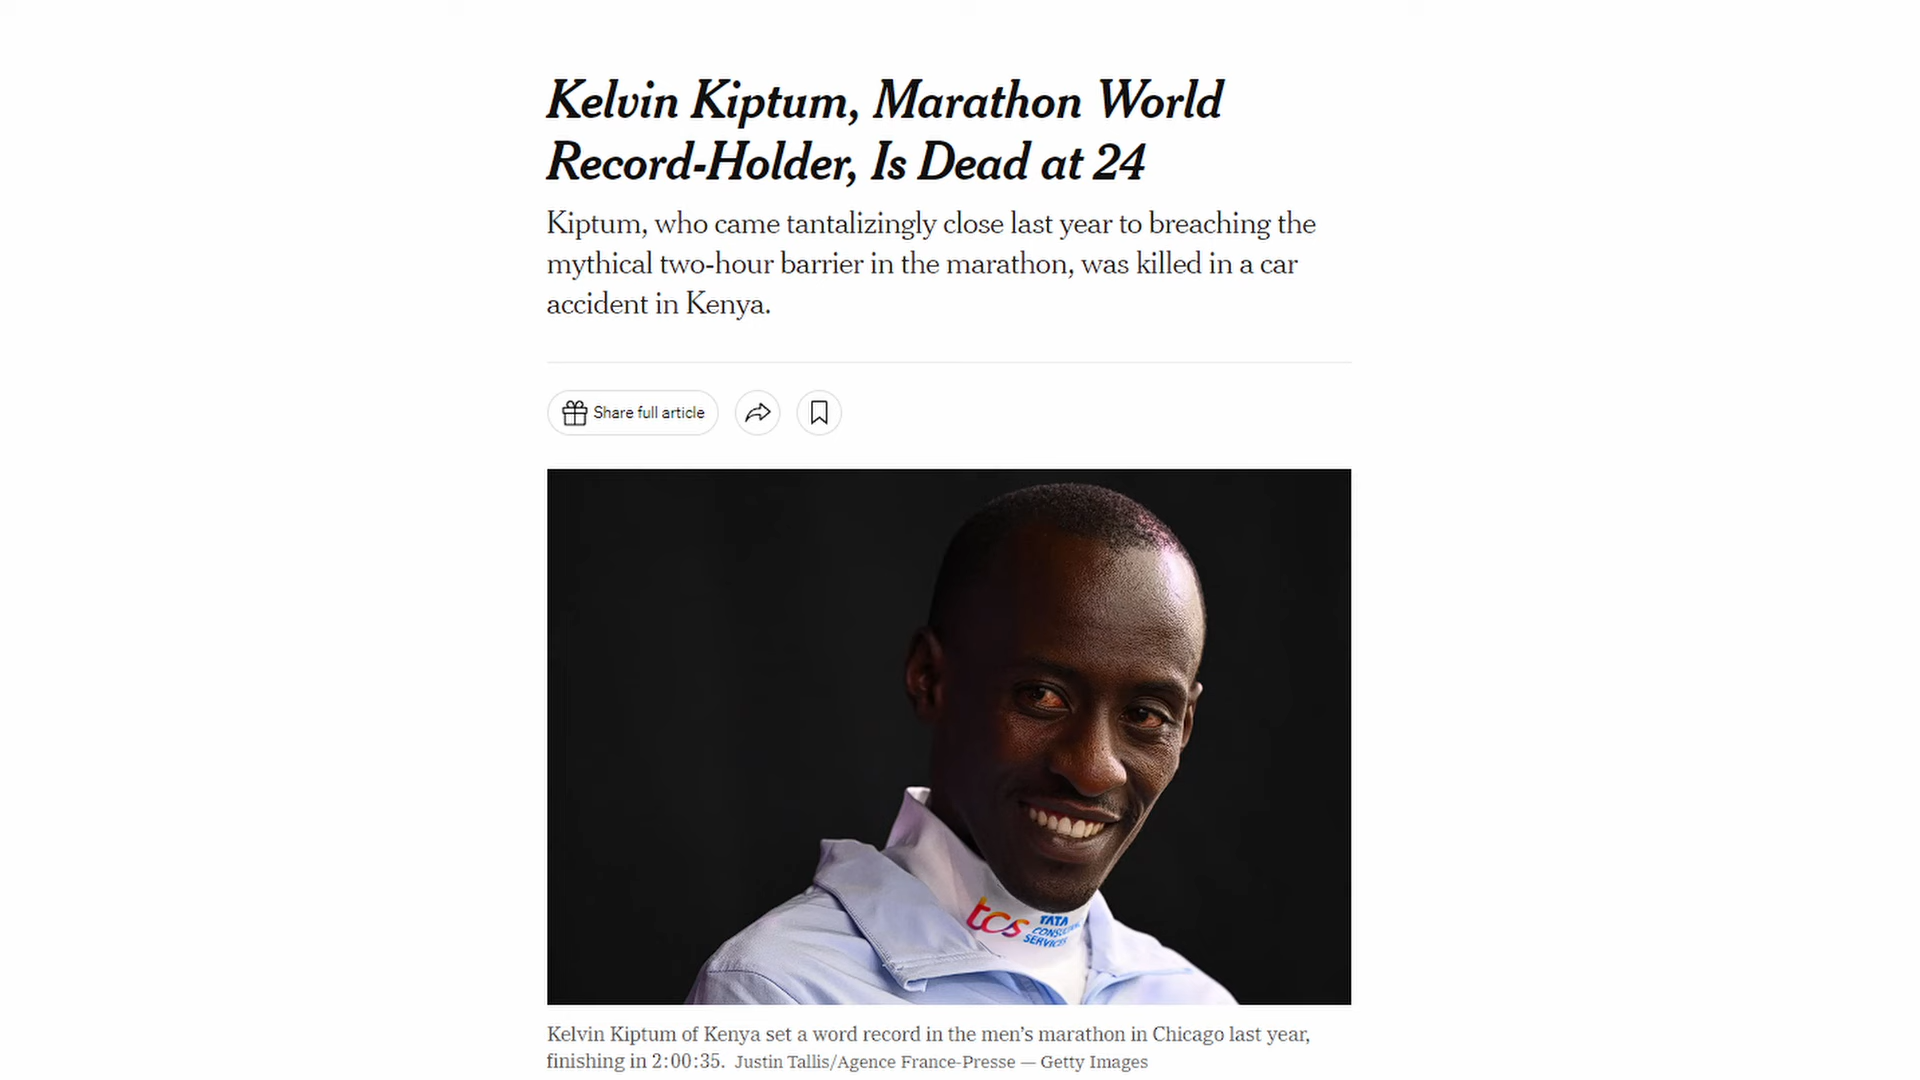 Kelvin Kiptum, Marathon World
Record-Holder, Is Dead at 24
Kiptum, who came tantalizingly close last year to breaching the
mythical two-hour barrier in the marathon, was killed in a car
accident in Kenya.
Share full article
tcs
TATA
SERVICES
Kelvin Kiptum of Kenya set a word record in the men’s marathon in Chicago last year,
finishing in 2:00:35. Justin Tallis/Agence France-Presse — Getty Images